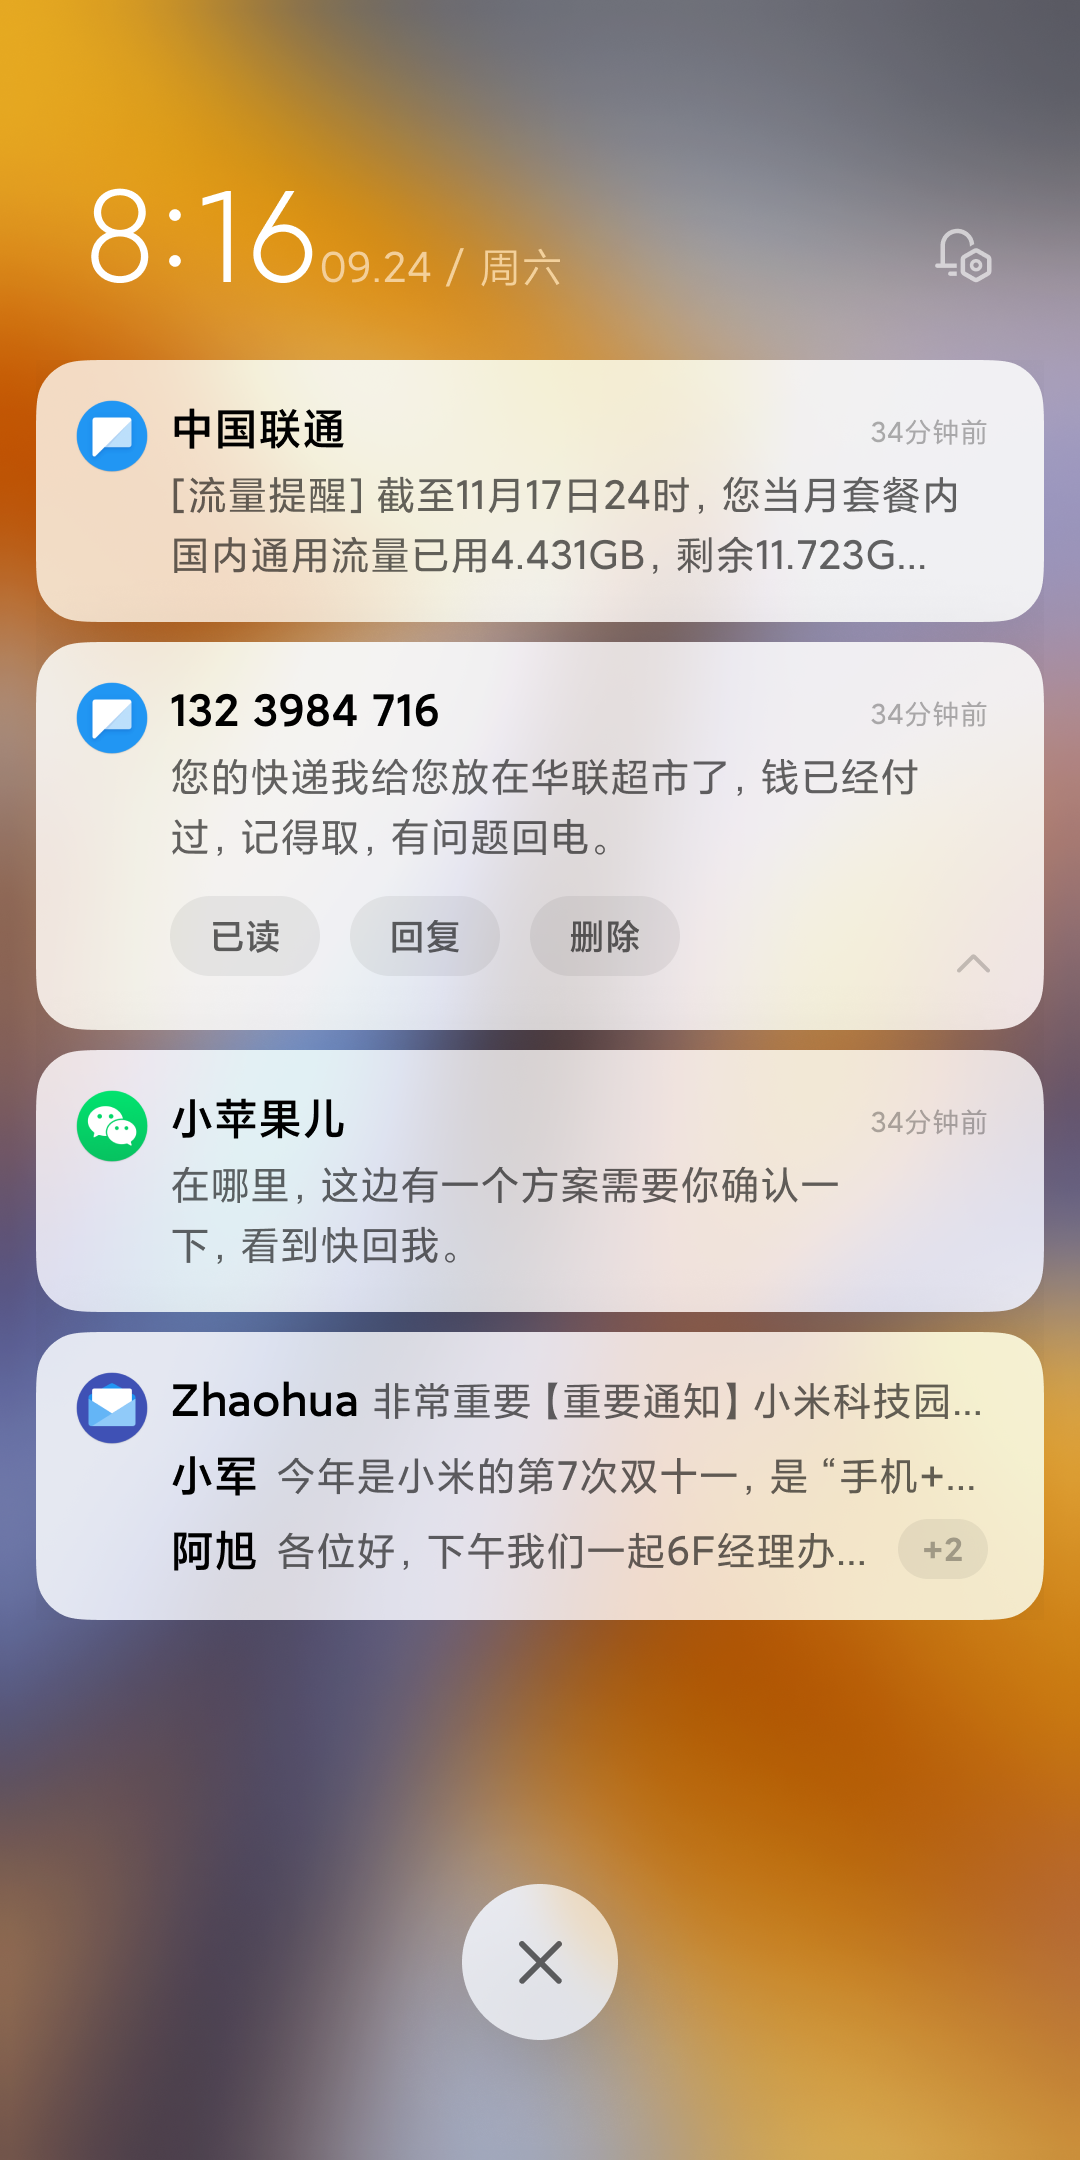 8:16 09.24 / 周六
中国联通 34分钟前
[流量提醒] 截至11月17日24时, 您当月套餐内
国内通用流量已用4.431GB, 剩余11.723G...
132 3984 716 34分钟前
您的快递我给您放在华联超市了, 钱已经付
过, 记得取, 有问题回电。
已读 回复 删除
小苹果儿 34分钟前
在哪里, 这边有一个方案需要你确认一
下, 看到快回我。
Zhaohua 非常重要【重要通知】小米科技园...
小军 今年是小米的第7次双十一, 是 “手机+...
阿旭 各位好, 下午我们一起6F经理办... +2